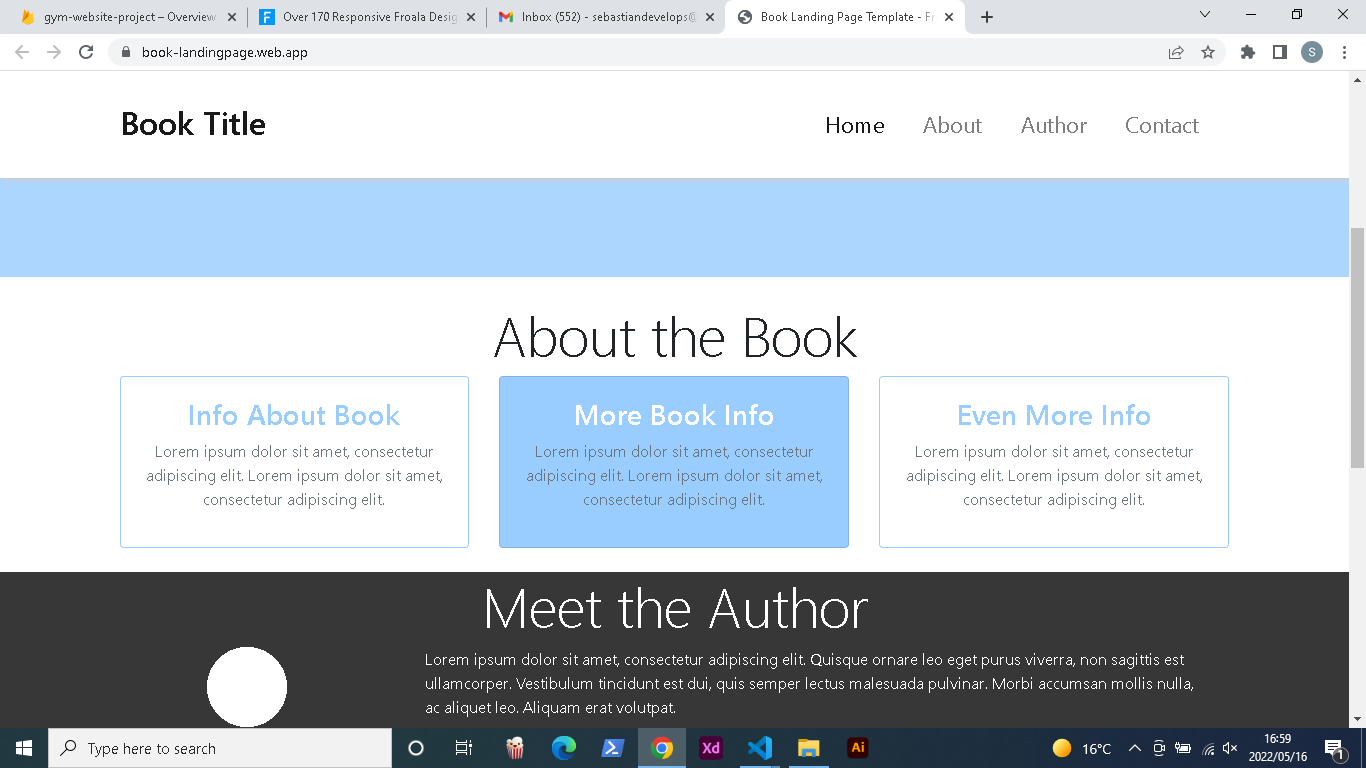 gym-website-project – Overview
Over 170 Responsive Froala Desig
Inbox (552) - sebastiandevelops@
Book Landing Page Template - Fr
book-landingpage.web.app
S
Book Title
Home About Author Contact
About the Book
Info About Book
Lorem ipsum dolor sit amet, consectetur
adipiscing elit. Lorem ipsum dolor sit amet,
consectetur adipiscing elit.
More Book Info
Lorem ipsum dolor sit amet, consectetur
adipiscing elit. Lorem ipsum dolor sit amet,
consectetur adipiscing elit.
Even More Info
Lorem ipsum dolor sit amet, consectetur
adipiscing elit. Lorem ipsum dolor sit amet,
consectetur adipiscing elit.
Meet the Author
Lorem ipsum dolor sit amet, consectetur adipiscing elit. Quisque ornare leo eget purus viverra, non sagittis est
ullamcorper. Vestibulum tincidunt est dui, quis semper lectus malesuada pulvinar. Morbi accumsan mollis nulla,
ac aliquet leo. Aliquam erat volutpat.
Type here to search
Xd
Ai
16°C
16:59
2022/05/16
1